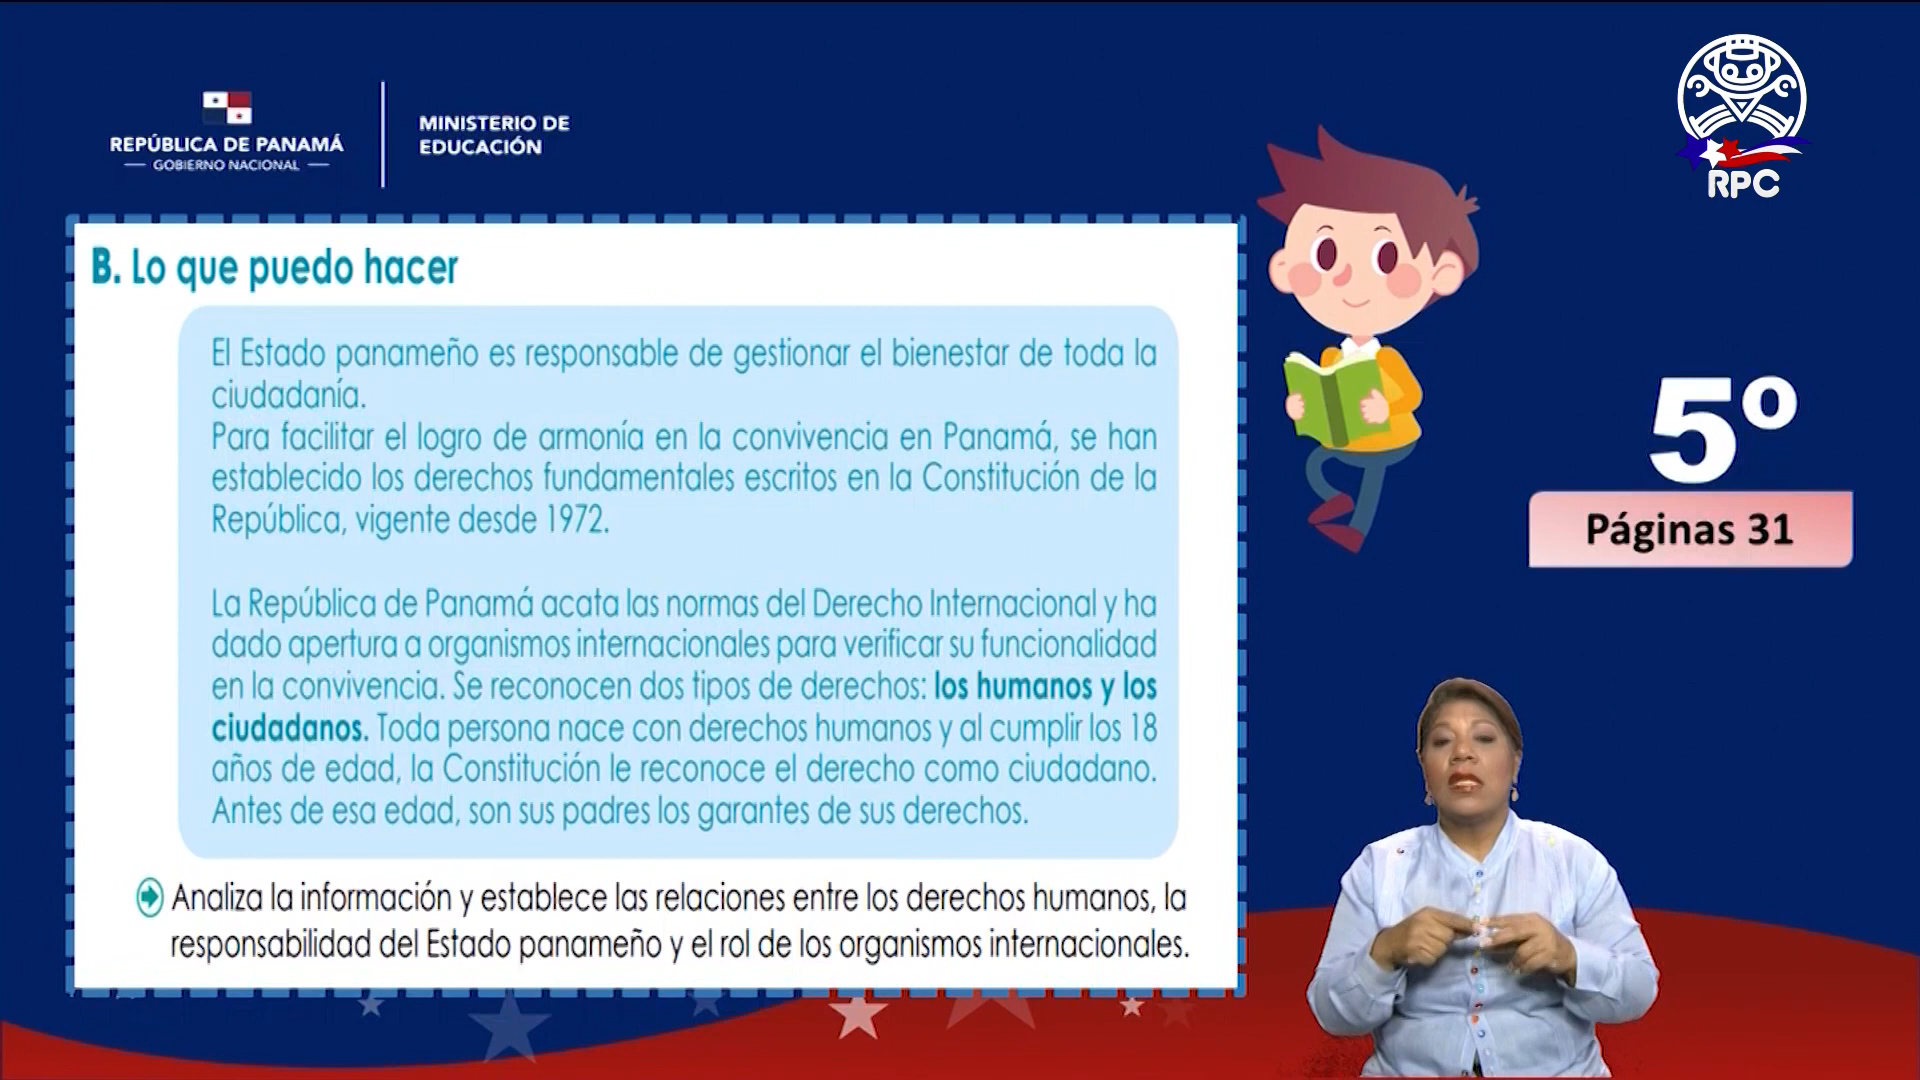 REPÚBLICA DE PANAMÁ
GOBIERNO NACIONAL
MINISTERIO DE
EDUCACIÓN
RPC
B. Lo que puedo hacer
El Estado panameño es responsable de gestionar el bienestar de toda la
ciudadanía.
Para facilitar el logro de armonía en la convivencia en Panamá, se han
establecido los derechos fundamentales escritos en la Constitución de la
República, vigente desde 1972.
La República de Panamá acata las normas del Derecho Internacional y ha
dado apertura a organismos internacionales para verificar su funcionalidad
en la convivencia. Se reconocen dos tipos de derechos: los humanos y los
ciudadanos. Toda persona nace con derechos humanos y al cumplir los 18
años de edad, la Constitución le reconoce el derecho como ciudadano.
Antes de esa edad, son sus padres los garantes de sus derechos.
Analiza la información y establece las relaciones entre los derechos humanos, la
responsabilidad del Estado panameño y el rol de los organismos internacionales.
5º
Páginas 31